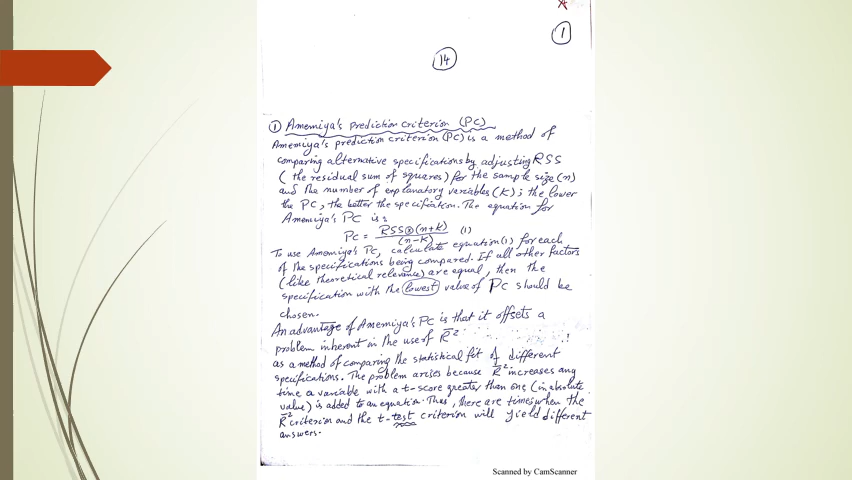 1
14
① Amemiya's prediction criterion (PC)
Amemiya's prediction criterion (PC) is a method of
comparing alternative specifications by adjusting RSS
(the residual sum of squares) for the sample size (n)
and the number of explanatory variables (K); the lower
the PC, the better the specification. The equation for
Amemiya's PC is:
PC = RSS⊗(n+K) / (n-K) (1)
To use Amemiya's PC, calculate equation (1) for each
of the specifications being compared. If all other factors
(like theoretical relevance) are equal, then the
specification with the lowest value of PC should be
chosen.
An advantage of Amemiya's PC is that it offsets a
problem inherent in the use of R̄²
as a method of comparing the statistical fit of different
specifications. The problem arises because R̄² increases any
time a variable with a t-score greater than one (in absolute
value) is added to an equation. Thus, there are times when the
R̄² criterion and the t-test criterion will yield different
answers.
Scanned by CamScanner